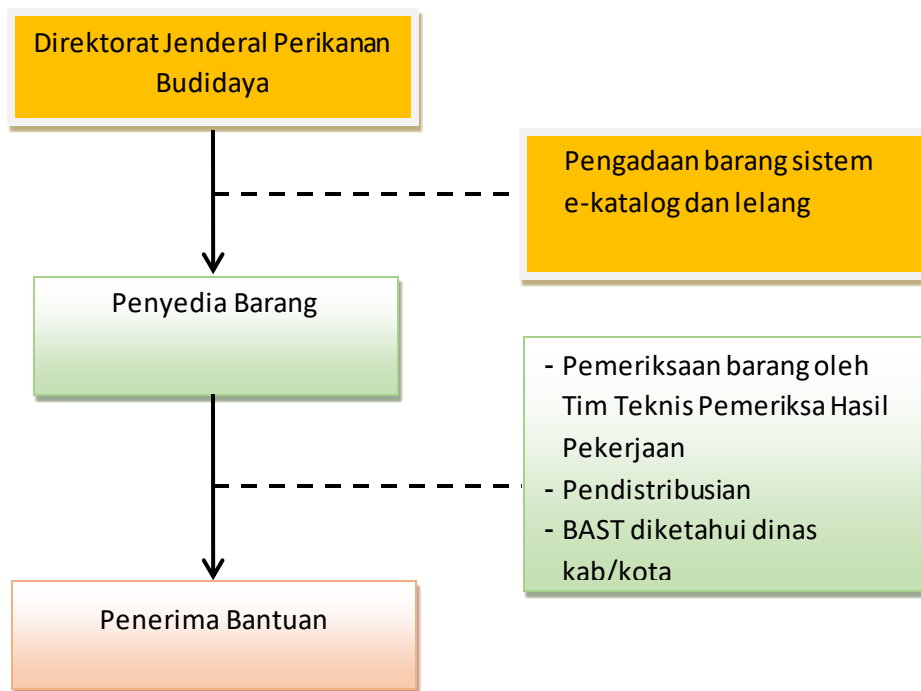 Direktorat Jenderal Perikanan
Budidaya
Pengadaan barang sistem
e-katalog dan lelang
Penyedia Barang
- Pemeriksaan barang oleh
Tim Teknis Pemeriksa Hasil
Pekerjaan
- Pendistribusian
- BAST diketahui dinas
kab/kota
Penerima Bantuan